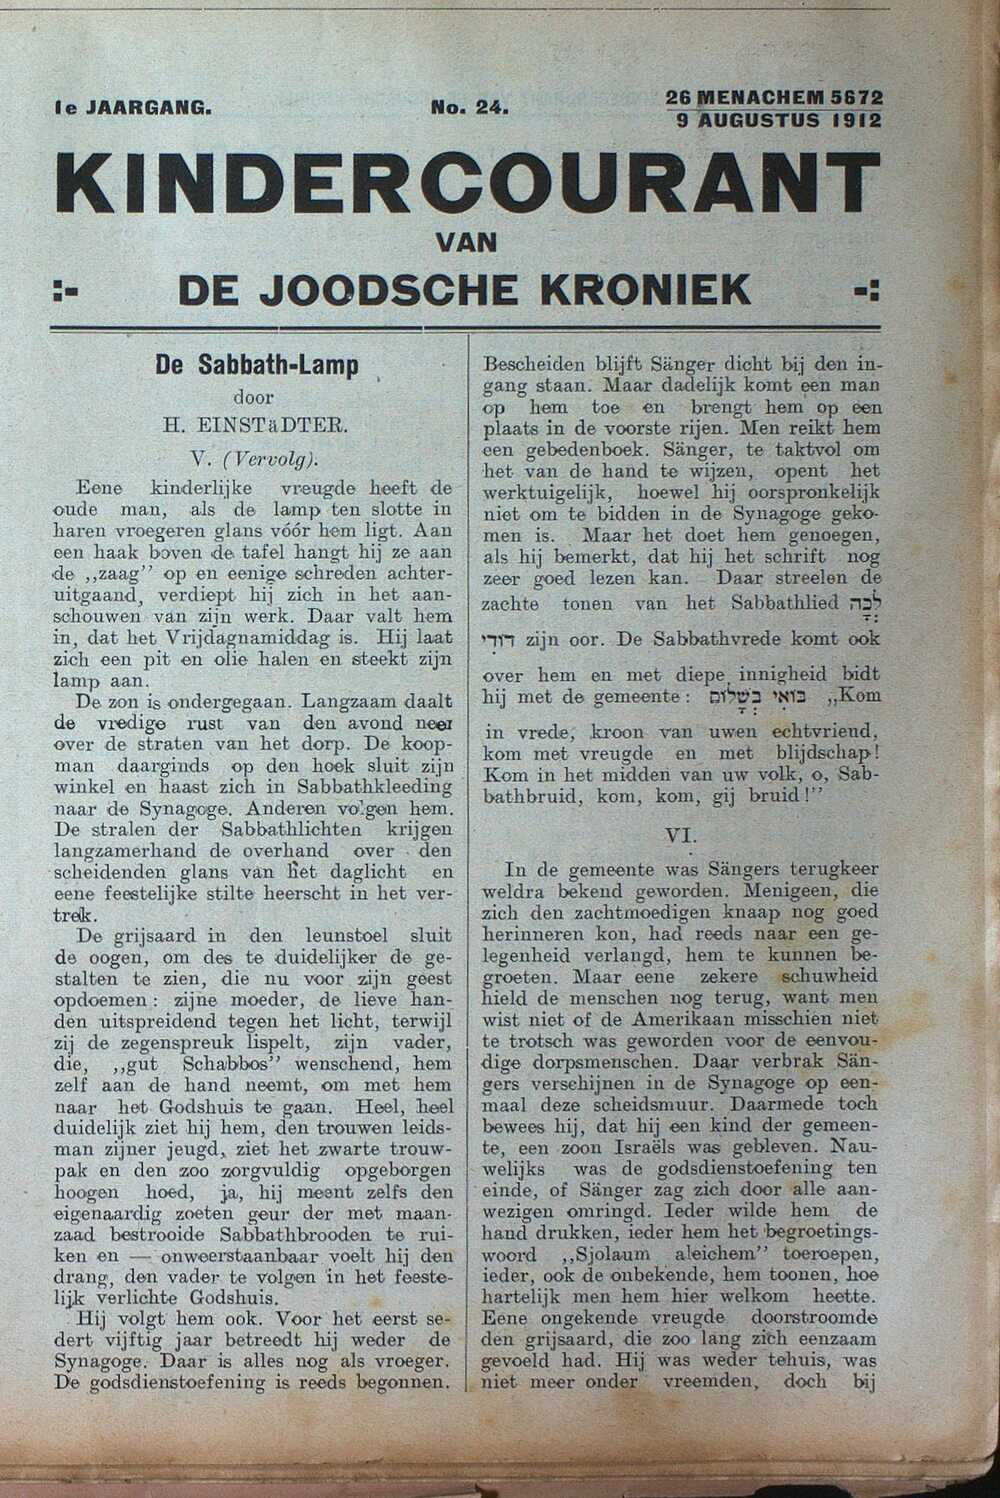 1e JAARGANG.
No. 24.
26 MENACHEM 5672
9 AUGUSTUS 1912
KINDERCOURANT
VAN
:- DE JOODSCHE KRONIEK -:
De Sabbath-Lamp
door
H. EINSTäDTER.
V. (Vervolg).
Eene kinderlijke vreugde heeft de
oude man, als de lamp ten slotte in
haren vroegeren glans vóór hem ligt. Aan
een haak boven de tafel hangt hij ze aan
de ,,zaag" op en eenige schreden achter-
uitgaand, verdiept hij zich in het aan-
schouwen van zijn werk. Daar valt hem
in, dat het Vrijdagnamiddag is. Hij laat
zich een pit en olie halen en steekt zijn
lamp aan.
De zon is ondergegaan. Langzaam daalt
de vredige rust van den avond neer
over de straten van het dorp. De koop-
man daarginds op den hoek sluit zijn
winkel en haast zich in Sabbathkleeding
naar de Synagoge. Anderen volgen hem.
De stralen der Sabbathlichten krijgen
langzamerhand de overhand over den
scheidenden glans van het daglicht en
eene feestelijke stilte heerscht in het ver-
trek.
De grijsaard in den leunstoel sluit
de oogen, om des te duidelijker de ge-
stalten te zien, die nu voor zijn geest
opdoemen: zijne moeder, de lieve han-
den uitspreidend tegen het licht, terwijl
zij de zegenspreuk lispelt, zijn vader,
die, ,,gut Schabbos" wenschend, hem
zelf aan de hand neemt, om met hem
naar het Godshuis te gaan. Heel, heel
duidelijk ziet hij hem, den trouwen leids-
man zijner jeugd, ziet het zwarte trouw-
pak en den zoo zorgvuldig opgeborgen
hoogen hoed, ja, hij meent zelfs den
eigenaardig zoeten geur der met maan-
zaad bestrooide Sabbathbrooden te rui-
ken en — onweerstaanbaar voelt hij den
drang, den vader te volgen in het feeste-
lijk verlichte Godshuis.
Hij volgt hem ook. Voor het eerst se-
dert vijftig jaar betreedt hij weder de
Synagoge. Daar is alles nog als vroeger.
De godsdienstoefening is reeds begonnen.
Bescheiden blijft Sänger dicht bij den in-
gang staan. Maar dadelijk komt een man
op hem toe en brengt hem op een
plaats in de voorste rijen. Men reikt hem
een gebedenboek. Sänger, te taktvol om
het van de hand te wijzen, opent het
werktuigelijk, hoewel hij oorspronkelijk
niet om te bidden in de Synagoge geko-
men is. Maar het doet hem genoegen,
als hij bemerkt, dat hij het schrift nog
zeer goed lezen kan. Daar streelen de
zachte tonen van het Sabbathlied לְכָה
דוֹדִי zijn oor. De Sabbathvrede komt ook
over hem en met diepe innigheid bidt
hij met de gemeente: בּוֹאִי בְשָׁלוֹם ,,Kom
in vrede, kroon van uwen echtvriend,
kom met vreugde en met blijdschap!
Kom in het midden van uw volk, o, Sab-
bathbruid, kom, kom, gij bruid!"
VI.
In de gemeente was Sängers terugkeer
weldra bekend geworden. Menigeen, die
zich den zachtmoedigen knaap nog goed
herinneren kon, had reeds naar een ge-
legenheid verlangd, hem te kunnen be-
groeten. Maar eene zekere schuwheid
hield de menschen nog terug, want men
wist niet of de Amerikaan misschien niet
te trotsch was geworden voor de eenvou-
dige dorpsmenschen. Daar verbrak Sän-
gers verschijnen in de Synagoge op een-
maal deze scheidsmuur. Daarmede toch
bewees hij, dat hij een kind der gemeen-
te, een zoon Israëls was gebleven. Nau-
welijks was de godsdienstoefening ten
einde, of Sänger zag zich door alle aan-
wezigen omringd. Ieder wilde hem de
hand drukken, ieder hem het begroetings-
woord ,,Sjolaum aleichem" toeroepen,
ieder, ook de onbekende, hem toonen, hoe
hartelijk men hem hier welkom heette.
Eene ongekende vreugde doorstroomde
den grijsaard, die zoo lang zich eenzaam
gevoeld had. Hij was weder tehuis, was
niet meer onder vreemden, doch bij